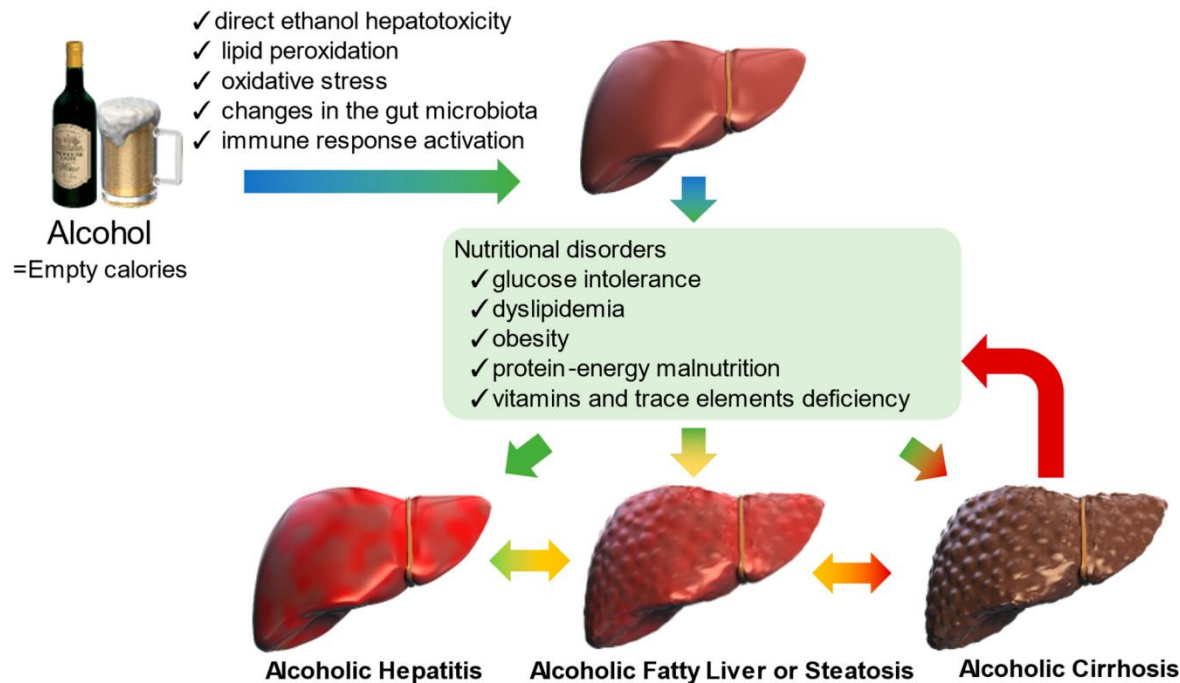 ✓ direct ethanol hepatotoxicity
✓ lipid peroxidation
✓ oxidative stress
✓ changes in the gut microbiota
✓ immune response activation
Alcohol
=Empty calories
Nutritional disorders
✓ glucose intolerance
✓ dyslipidemia
✓ obesity
✓ protein-energy malnutrition
✓ vitamins and trace elements deficiency
Alcoholic Hepatitis
Alcoholic Fatty Liver or Steatosis
Alcoholic Cirrhosis